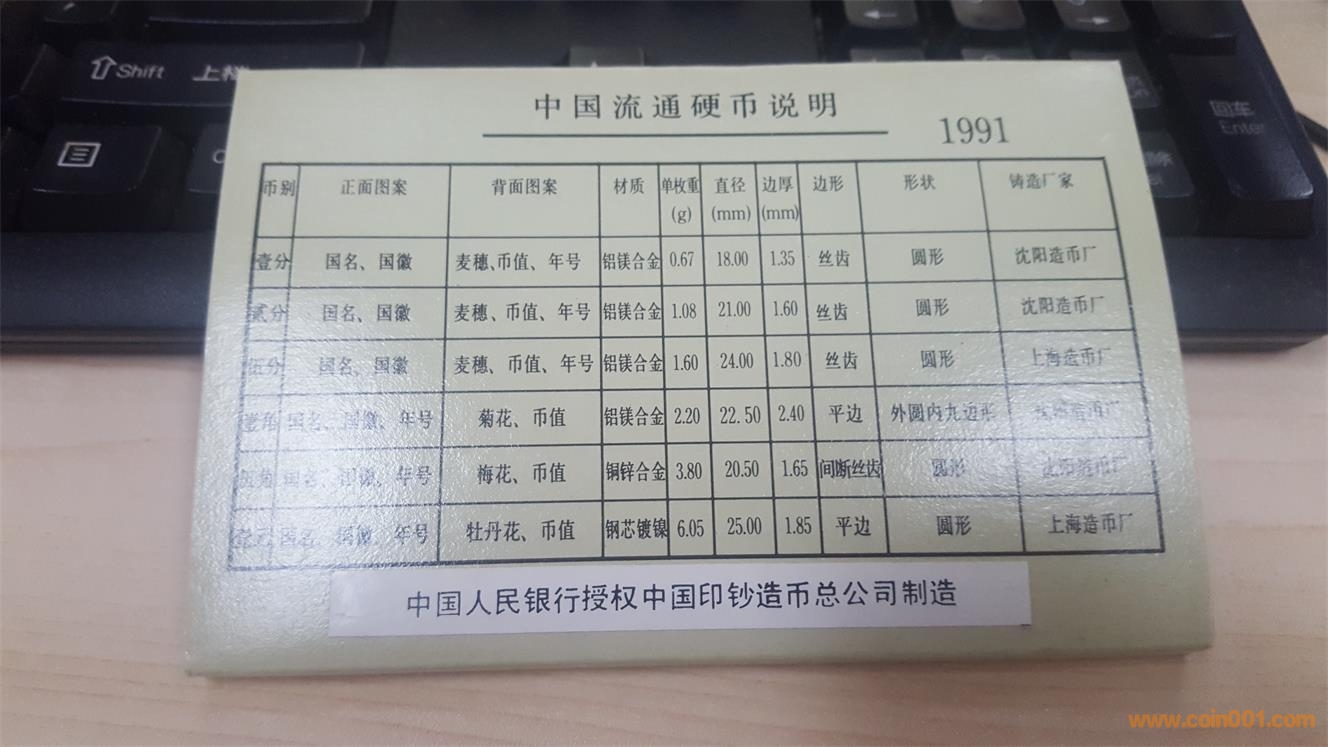 Shift 上档
回车
Enter
中国流通硬币说明
1991
币别 正面图案 背面图案 材质 单枚重(g) 直径(mm) 边厚(mm) 边形 形状 铸造厂家
壹分 国名、国徽 麦穗、币值、年号 铝镁合金 0.67 18.00 1.35 丝齿 圆形 沈阳造币厂
贰分 国名、国徽 麦穗、币值、年号 铝镁合金 1.08 21.00 1.60 丝齿 圆形 沈阳造币厂
伍分 国名、国徽 麦穗、币值、年号 铝镁合金 1.60 24.00 1.80 丝齿 圆形 上海造币厂
壹角 国名、国徽、年号 菊花、币值 铝镁合金 2.20 22.50 2.40 平边 外圆内九边形 造币厂
伍角 国名、国徽、年号 梅花、币值 铜锌合金 3.80 20.50 1.65 间断丝齿 圆形 沈阳造币厂
壹元 国名、国徽、年号 牡丹花、币值 钢芯镀镍 6.05 25.00 1.85 平边 圆形 上海造币厂
中国人民银行授权中国印钞造币总公司制造
www.coin001.com